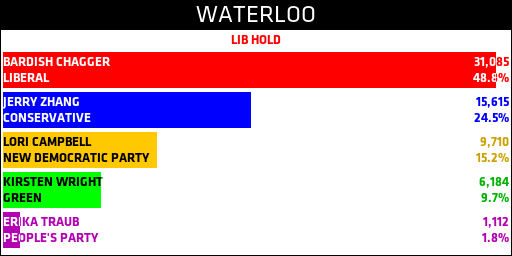 WATERLOO
LIB HOLD
BARDISH CHAGGER 31,085
LIBERAL 48.8%
JERRY ZHANG 15,615
CONSERVATIVE 24.5%
LORI CAMPBELL 9,710
NEW DEMOCRATIC PARTY 15.2%
KIRSTEN WRIGHT 6,184
GREEN 9.7%
ERIKA TRAUB 1,112
PEOPLE'S PARTY 1.8%